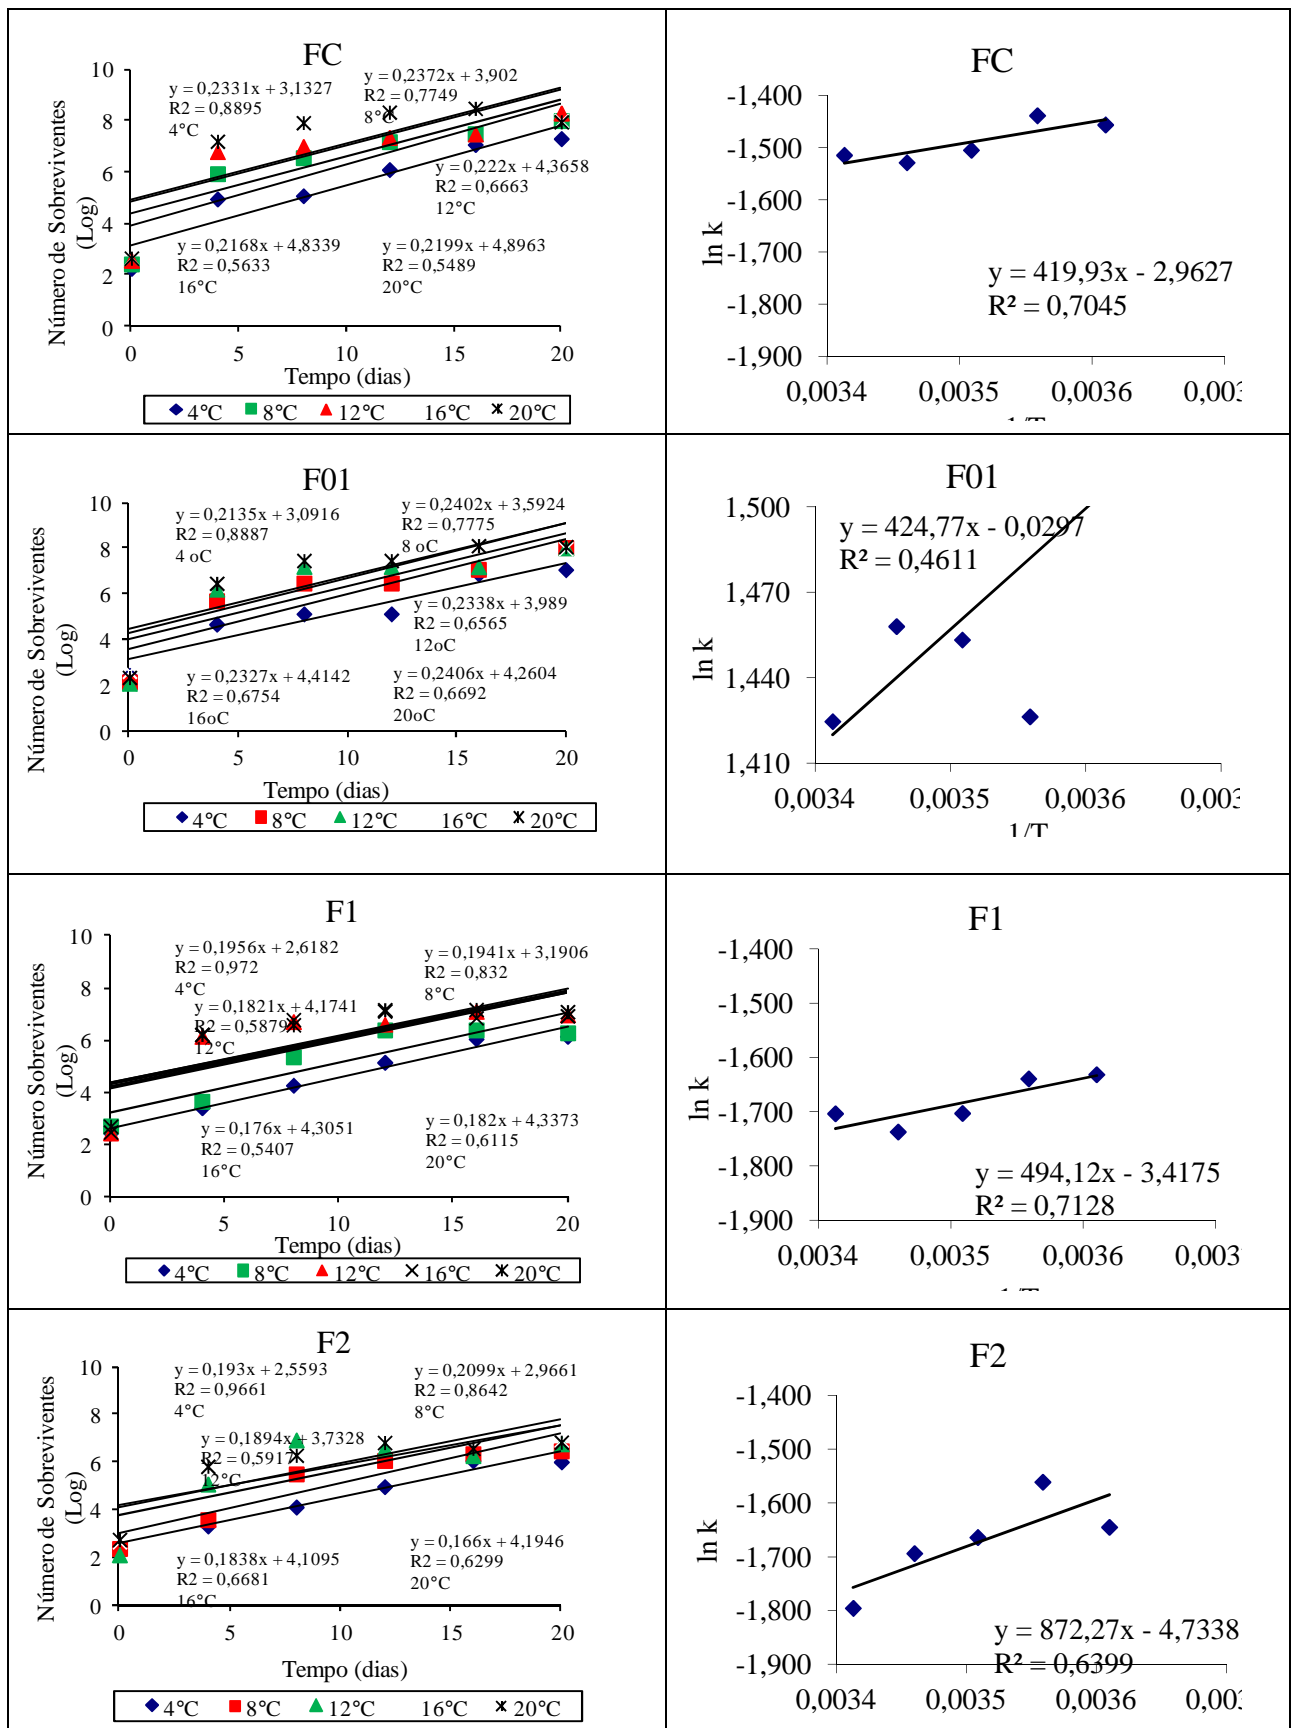 FC
Número de Sobreviventes
(Log)
10
8
6
4
2
0
y = 0,2331x + 3,1327
R2 = 0,8895
4°C
y = 0,2372x + 3,902
R2 = 0,7749
8°C
y = 0,222x + 4,3658
R2 = 0,6663
12°C
y = 0,2168x + 4,8339
R2 = 0,5633
16°C
y = 0,2199x + 4,8963
R2 = 0,5489
20°C
0 5 10 15 20
Tempo (dias)
4°C 8°C 12°C 16°C 20°C
FC
ln k
-1,400
-1,500
-1,600
-1,700
-1,800
-1,900
y = 419,93x - 2,9627
R² = 0,7045
0,0034 0,0035 0,0036
F01
Número de Sobreviventes
(Log)
10
8
6
4
2
0
y = 0,2135x + 3,0916
R2 = 0,8887
4 oC
y = 0,2402x + 3,5924
R2 = 0,7775
8 oC
y = 0,2338x + 3,989
R2 = 0,6565
12oC
y = 0,2327x + 4,4142
R2 = 0,6754
16oC
y = 0,2406x + 4,2604
R2 = 0,6692
20oC
0 5 10 15 20
Tempo (dias)
4°C 8°C 12°C 16°C 20°C
F01
ln k
1,500
1,470
1,440
1,410
y = 424,77x - 0,0297
R² = 0,4611
0,0034 0,0035 0,0036
1/T
F1
Número Sobreviventes
(Log)
10
8
6
4
2
0
y = 0,1956x + 2,6182
R2 = 0,972
4°C
y = 0,1941x + 3,1906
R2 = 0,832
8°C
y = 0,1821x + 4,1741
R2 = 0,5879
12°C
y = 0,176x + 4,3051
R2 = 0,5407
16°C
y = 0,182x + 4,3373
R2 = 0,6115
20°C
0 5 10 15 20
Tempo (dias)
4°C 8°C 12°C 16°C 20°C
F1
ln k
-1,400
-1,500
-1,600
-1,700
-1,800
-1,900
y = 494,12x - 3,4175
R² = 0,7128
0,0034 0,0035 0,0036
F2
Número de Sobreviventes
(Log)
10
8
6
4
2
0
y = 0,193x + 2,5593
R2 = 0,9661
4°C
y = 0,2099x + 2,9661
R2 = 0,8642
8°C
y = 0,1894x + 3,7328
R2 = 0,5917
12°C
y = 0,1838x + 4,1095
R2 = 0,6681
16°C
y = 0,166x + 4,1946
R2 = 0,6299
20°C
0 5 10 15 20
Tempo (dias)
4°C 8°C 12°C 16°C 20°C
F2
ln k
-1,400
-1,500
-1,600
-1,700
-1,800
-1,900
y = 872,27x - 4,7338
R² = 0,6399
0,0034 0,0035 0,0036